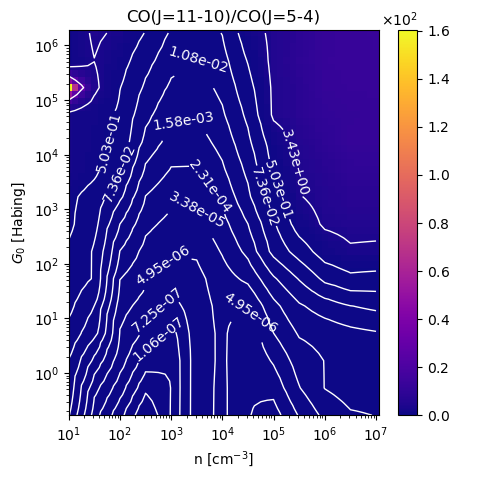 CO(J=11-10)/CO(J=5-4)
×10²
1.6
1.4
1.2
1.0
0.8
0.6
0.4
0.2
0.0
G₀ [Habing]
10⁶
10⁵
10⁴
10³
10²
10¹
10⁰
1.08e-02
1.58e-03
5.03e-01
7.36e-02
2.31e-04
3.38e-05
4.95e-06
7.25e-07
1.06e-07
4.95e-06
3.43e+00
5.03e-01
7.36e-02
10¹ 10² 10³ 10⁴ 10⁵ 10⁶ 10⁷
n [cm⁻³]